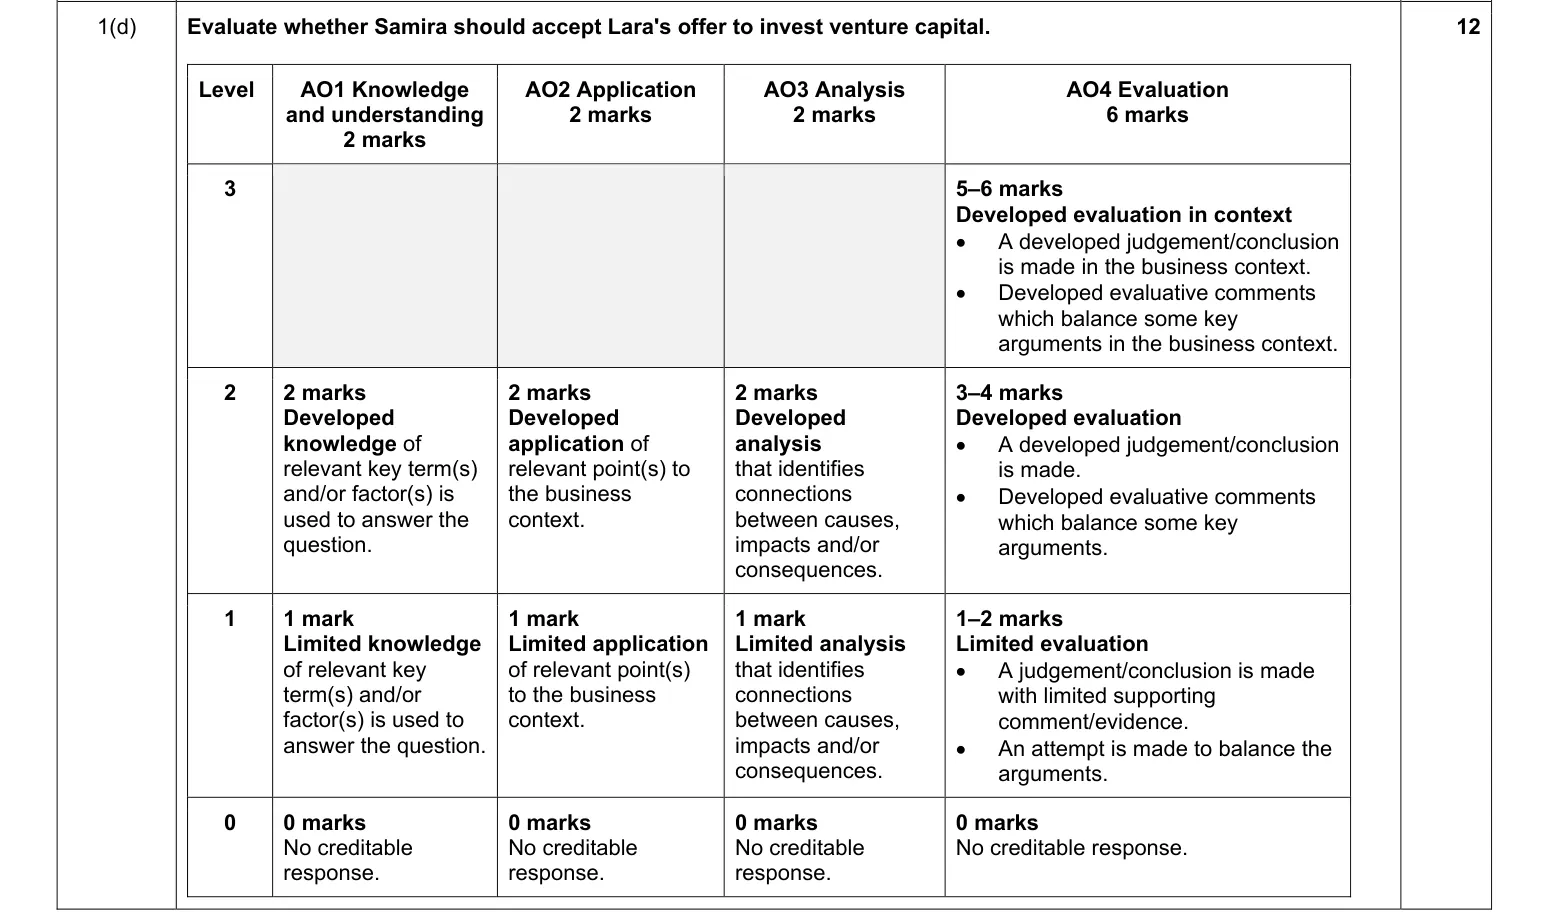 1(d)
Evaluate whether Samira should accept Lara's offer to invest venture capital.
12
Level
AO1 Knowledge
and understanding
2 marks
AO2 Application
2 marks
AO3 Analysis
2 marks
AO4 Evaluation
6 marks
3
5–6 marks
Developed evaluation in context
• A developed judgement/conclusion
is made in the business context.
• Developed evaluative comments
which balance some key
arguments in the business context.
2
2 marks
Developed
knowledge of
relevant key term(s)
and/or factor(s) is
used to answer the
question.
2 marks
Developed
application of
relevant point(s) to
the business
context.
2 marks
Developed
analysis
that identifies
connections
between causes,
impacts and/or
consequences.
3–4 marks
Developed evaluation
• A developed judgement/conclusion
is made.
• Developed evaluative comments
which balance some key
arguments.
1
1 mark
Limited knowledge
of relevant key
term(s) and/or
factor(s) is used to
answer the question.
1 mark
Limited application
of relevant point(s)
to the business
context.
1 mark
Limited analysis
that identifies
connections
between causes,
impacts and/or
consequences.
1–2 marks
Limited evaluation
• A judgement/conclusion is made
with limited supporting
comment/evidence.
• An attempt is made to balance the
arguments.
0
0 marks
No creditable
response.
0 marks
No creditable
response.
0 marks
No creditable
response.
0 marks
No creditable response.